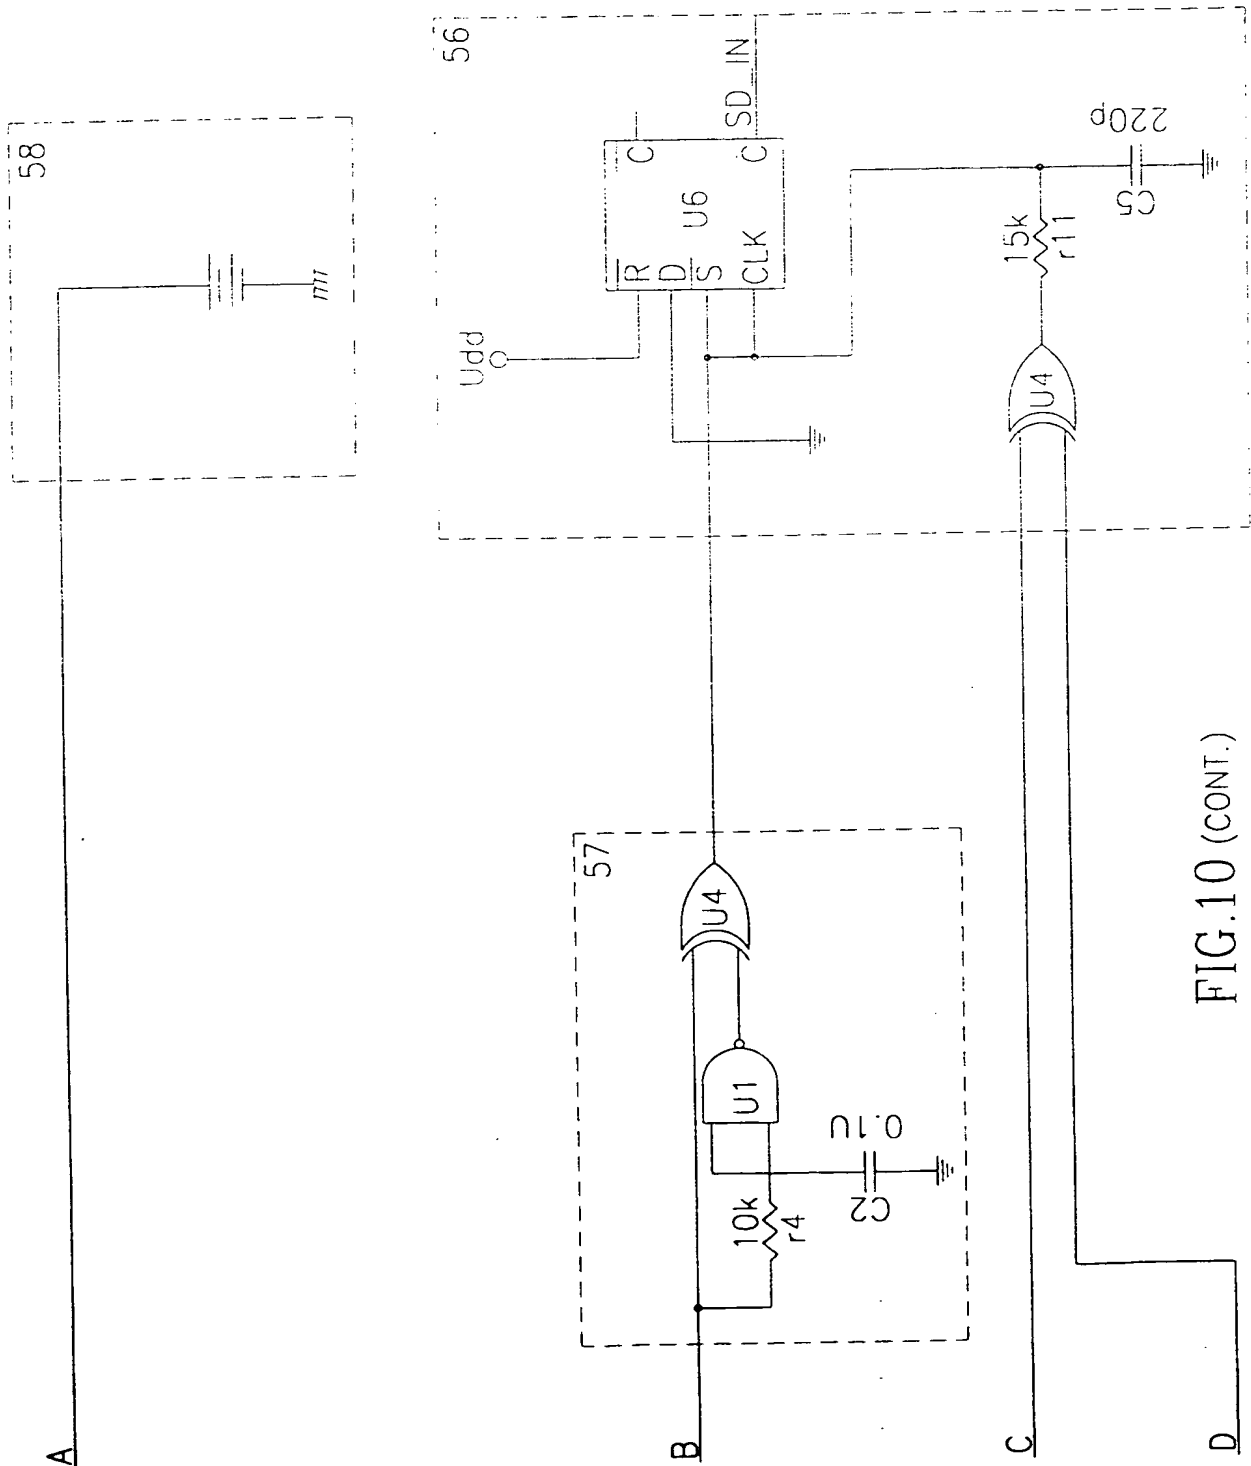 A
58
56
Udd
R
D
S
CLK
U6
C
C
SD_IN
15k
r11
U4
C5
220p
B
57
10k
r4
C2
0.1U
U1
U4
C
D
FIG.10 (CONT.)